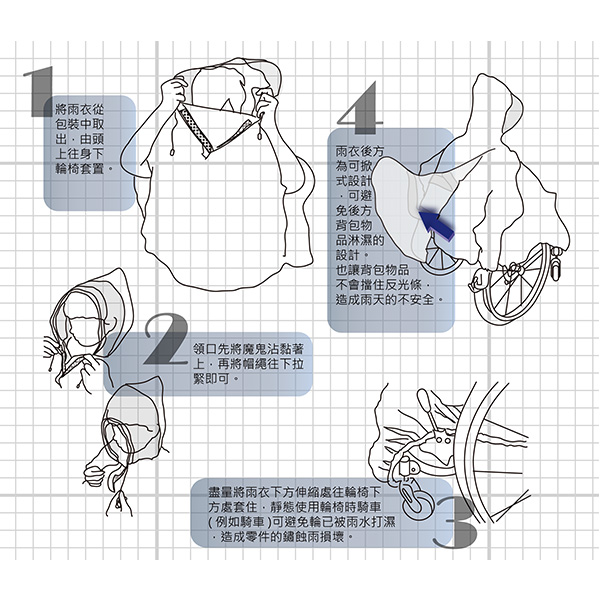 1
將雨衣從
包裝中取
出，由頭
上往身下
輪椅套置。
2
領口先將魔鬼沾黏著
上，再將帽繩往下拉
緊即可。
盡量將雨衣下方伸縮處往輪椅下
方處套住，靜態使用輪椅時騎車
(例如騎車)可避免輪已被雨水打濕
，造成零件的鏽蝕雨損壞。
3
4
雨衣後方
為可掀
式設計
，可避
免後方
背包物
品淋濕的
設計。
也讓背包物品
不會擋住反光條，
造成雨天的不安全。